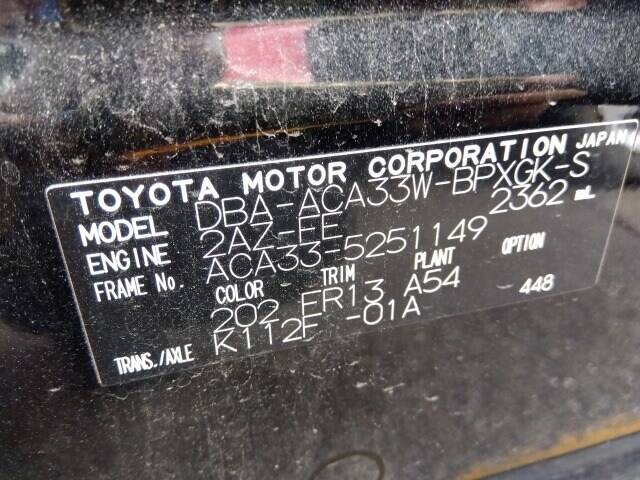 TOYOTA MOTOR CORPORATION JAPAN
MODEL DBA-ACA33W-BPXGK-S
ENGINE 2AZ-FE 2362 mL
FRAME No. ACA33-5251149
COLOR TRIM PLANT OPTION
202 FR13 A54 448
TRANS./AXLE K112F -01A